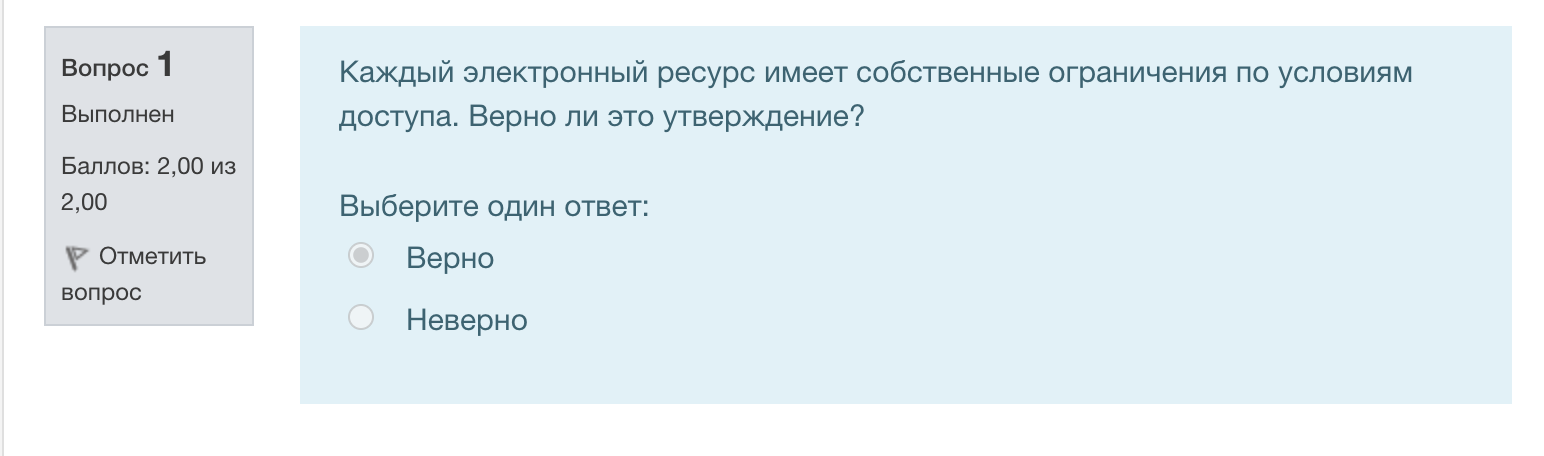 Вопрос 1
Выполнен
Баллов: 2,00 из
2,00
Отметить
вопрос
Каждый электронный ресурс имеет собственные ограничения по условиям
доступа. Верно ли это утверждение?
Выберите один ответ:
Верно
Неверно